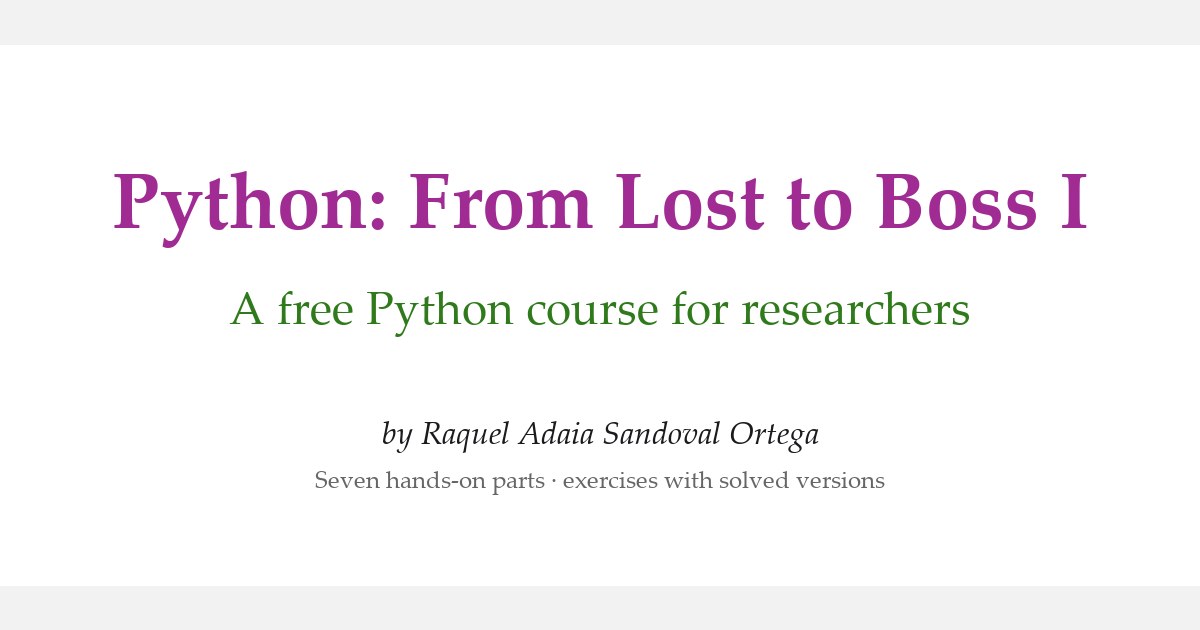 Python: From Lost to Boss I
A free Python course for researchers
by Raquel Adaia Sandoval Ortega
Seven hands-on parts · exercises with solved versions